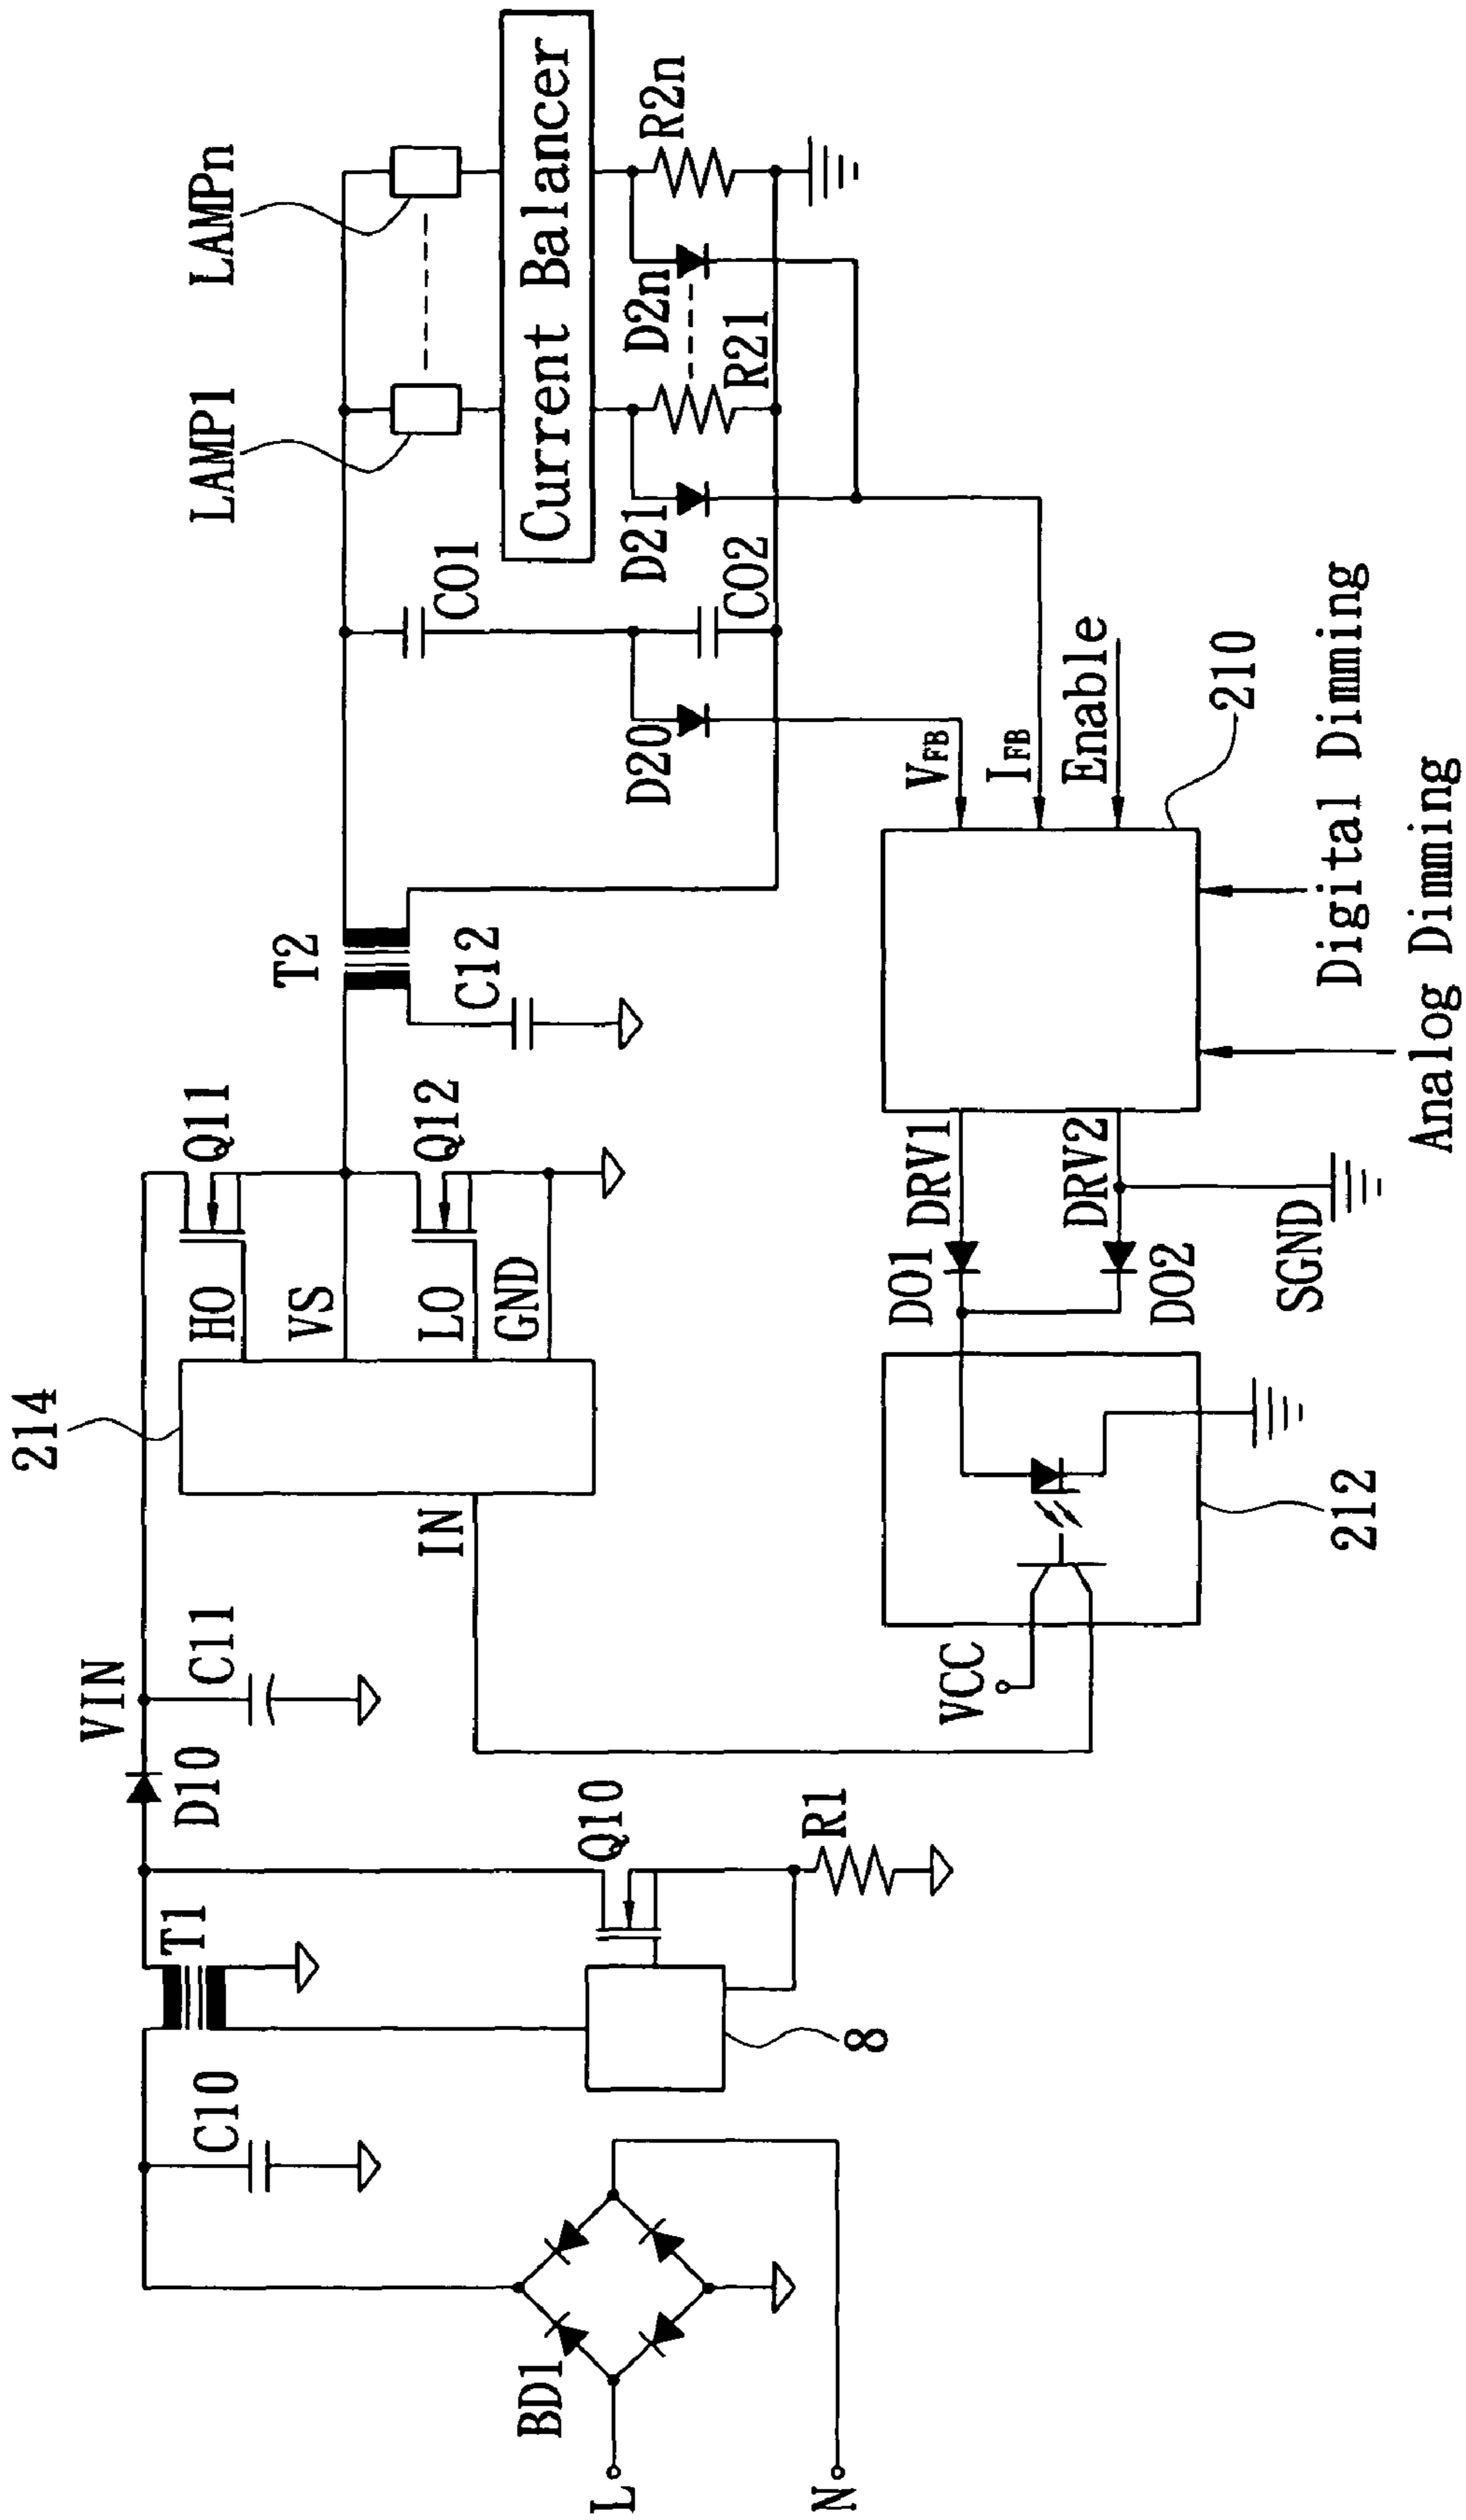 L
N
BD1
C10
T1
8
Q10
R1
D10
VIN
C11
214
IN
HO
VS
LO
GND
Q11
Q12
T2
C12
VCC
212
DO1
DO2
DRV1
DRV2
SGND
Analog Dimming
Digital Dimming
210
VFB
IFB
Enable
D20
CO1
CO2
D21
R21
D2n
R2n
Current Balancer
LAMP1
LAMPn